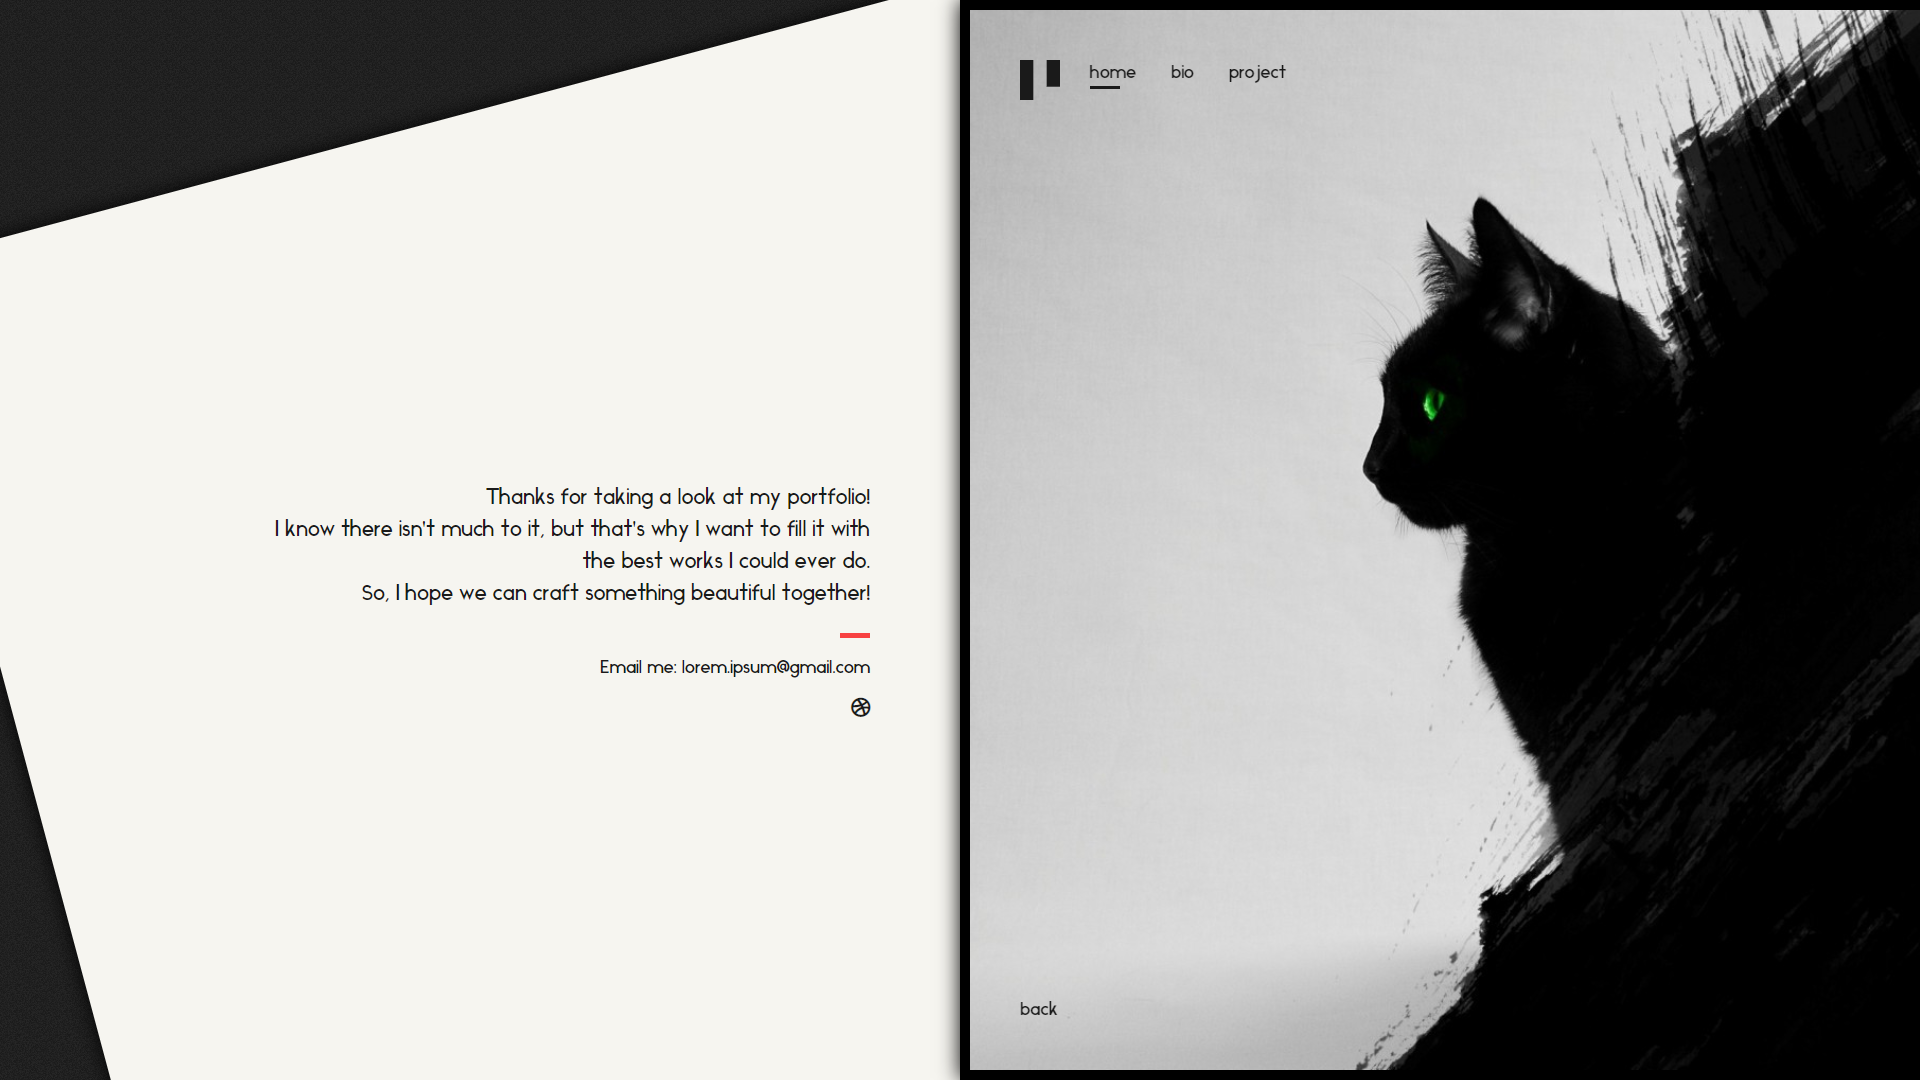 home bio project
Thanks for taking a look at my portfolio!
I know there isn't much to it, but that's why I want to fill it with
the best works I could ever do.
So, I hope we can craft something beautiful together!
Email me: lorem.ipsum@gmail.com
back